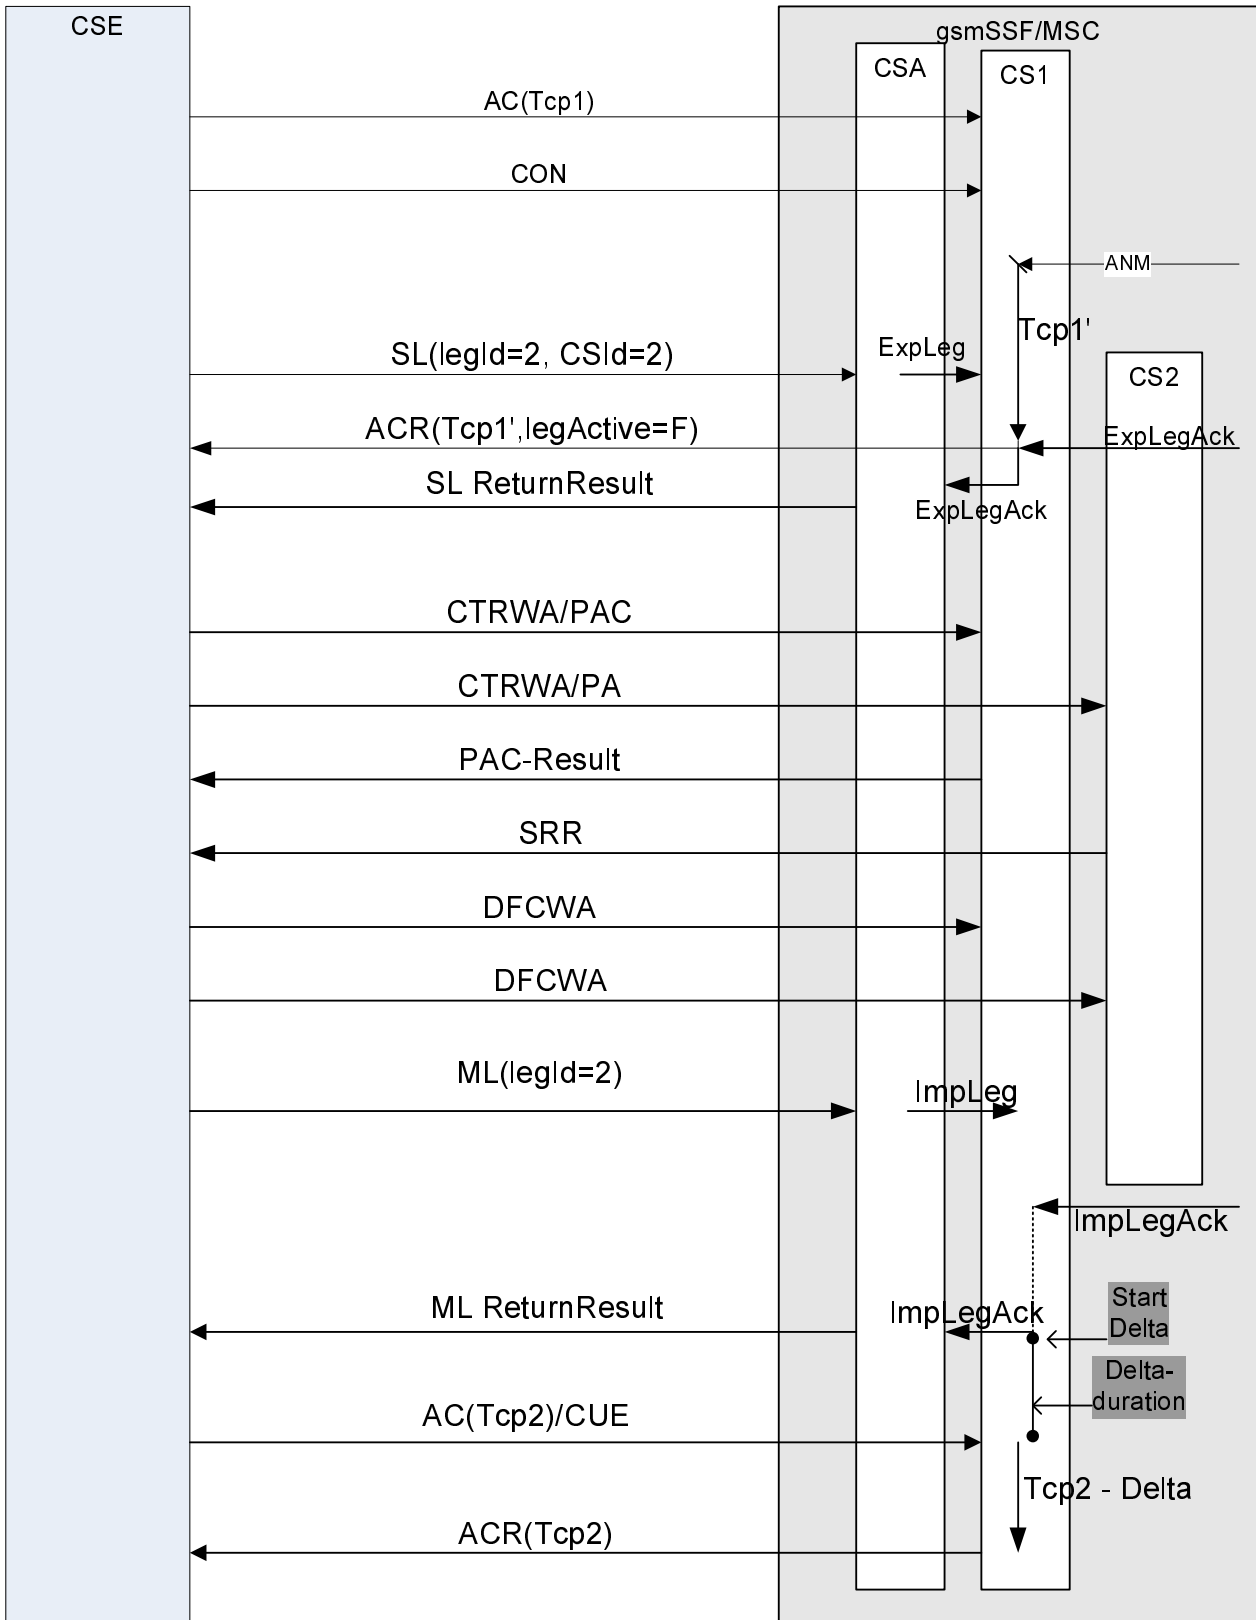 CSE
gsmSSF/MSC
CSA
CS1
AC(Tcp1)
CON
ANM
Tcp1'
SL(legId=2, CSId=2)
ExpLeg
CS2
ACR(Tcp1',legActive=F)
ExpLegAck
SL ReturnResult
ExpLegAck
CTRWA/PAC
CTRWA/PA
PAC-Result
SRR
DFCWA
DFCWA
ML(legId=2)
ImpLeg
ImpLegAck
ML ReturnResult
ImpLegAck
Start
Delta
Delta-
duration
AC(Tcp2)/CUE
Tcp2 - Delta
ACR(Tcp2)